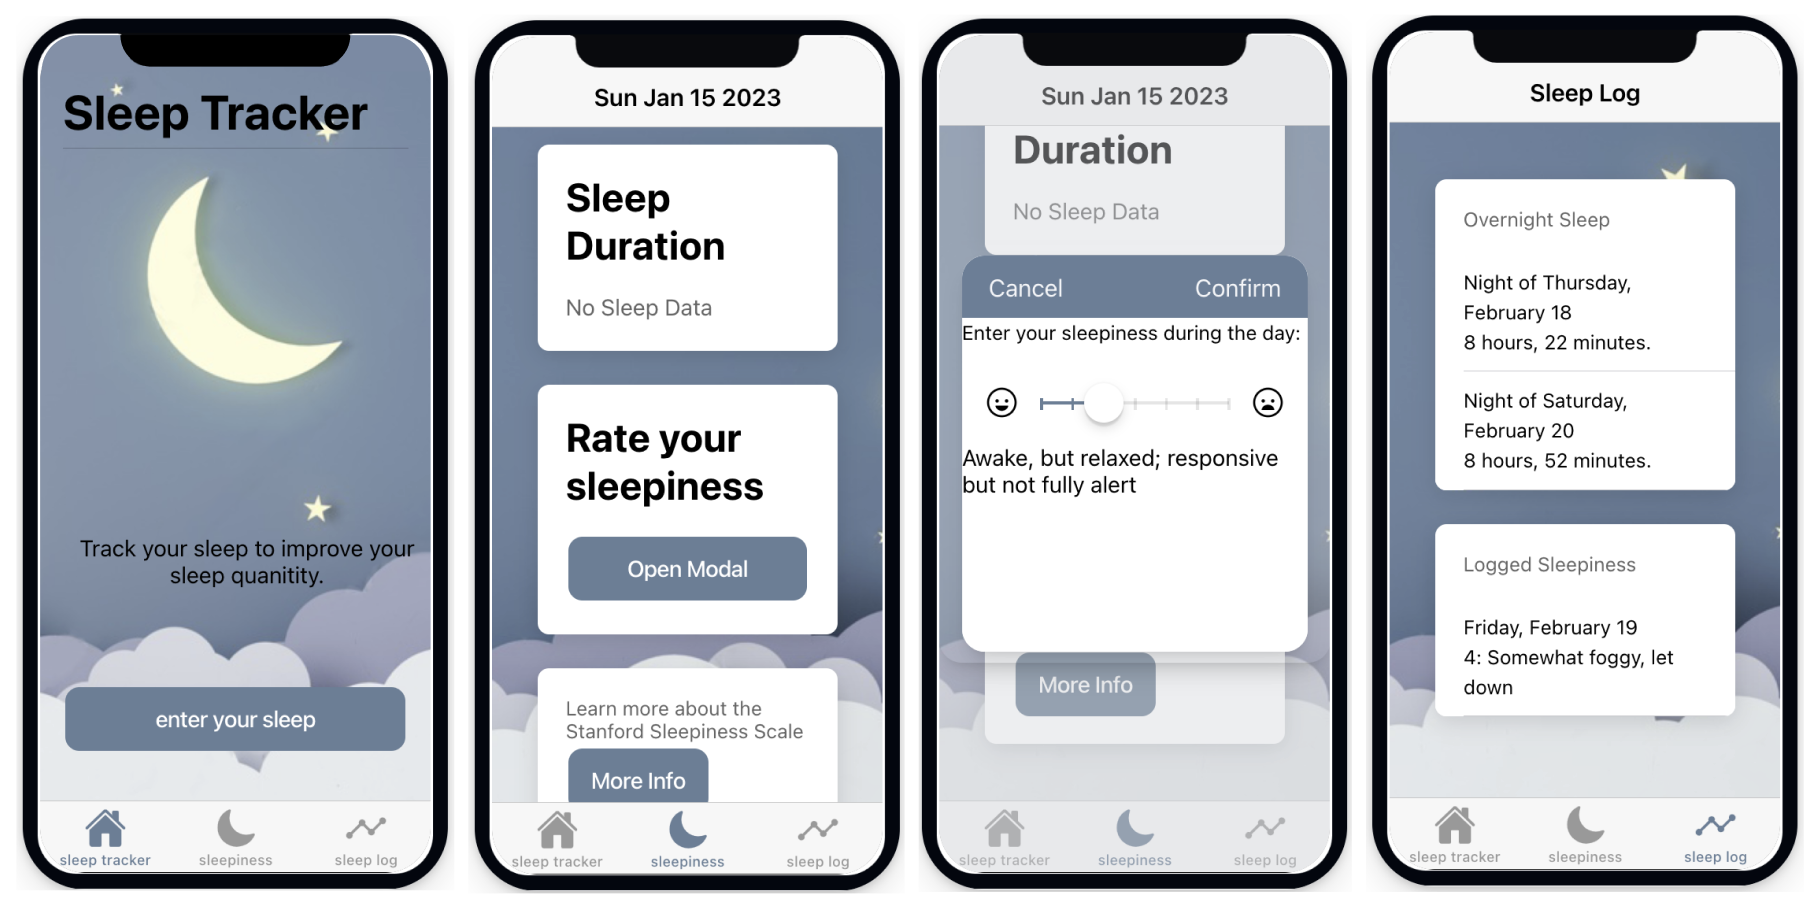 Sleep Tracker
Track your sleep to improve your
sleep quanitity.
enter your sleep
sleep tracker
sleepiness
sleep log
Sun Jan 15 2023
Sleep
Duration
No Sleep Data
Rate your
sleepiness
Open Modal
Learn more about the
Stanford Sleepiness Scale
More Info
sleep tracker
sleepiness
sleep log
Sun Jan 15 2023
Duration
No Sleep Data
Cancel
Confirm
Enter your sleepiness during the day:
Awake, but relaxed; responsive
but not fully alert
More Info
sleep tracker
sleepiness
sleep log
Sleep Log
Overnight Sleep
Night of Thursday,
February 18
8 hours, 22 minutes.
Night of Saturday,
February 20
8 hours, 52 minutes.
Logged Sleepiness
Friday, February 19
4: Somewhat foggy, let
down
sleep tracker
sleepiness
sleep log